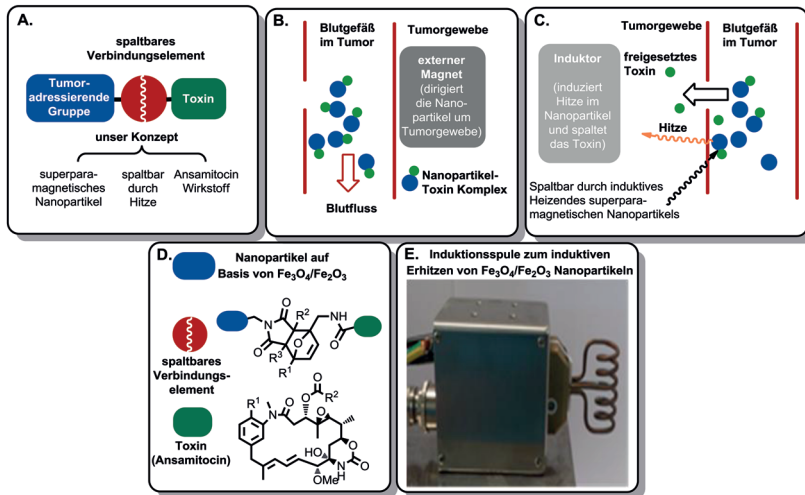 A.
spaltbares
Verbindungselement
Tumor-
adressierende
Gruppe
Toxin
unser Konzept
superpara-
magnetisches
Nanopartikel
spaltbar
durch
Hitze
Ansamitocin
Wirkstoff
B.
Blutgefäß
im Tumor
Tumorgewebe
externer
Magnet
(dirigiert
die Nano-
partikel um
Tumorgewebe)
Nanopartikel-
Toxin Komplex
Blutfluss
C.
Tumorgewebe
Blutgefäß
im Tumor
Induktor
(induziert
Hitze im
Nanopartikel
und spaltet
das Toxin)
freigesetztes
Toxin
Hitze
Spaltbar durch induktives
Heizendes superpara-
magnetischen Nanopartikels
D.
Nanopartikel auf
Basis von Fe₃O₄/Fe₂O₃
O
R²
N
NH
O
O
O
R³
R¹
spaltbares
Verbindungs-
element
Toxin
(Ansamitocin)
O
R¹
O
R²
N
O
O
O
HO
N
H
O
OMe
E.
Induktionsspule zum induktiven
Erhitzen von Fe₃O₄/Fe₂O₃ Nanopartikeln